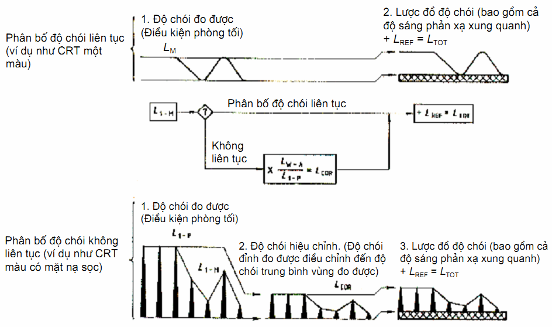 1. Độ chói đo được
(Điều kiện phòng tối)
L_M
2. Lược đồ độ chói (bao gồm cả
độ sáng phản xạ xung quanh)
+ L_REF = L_TOT
Phân bố độ chói liên tục
(ví dụ như CRT một
màu)
L_1-M
?
Phân bố độ chói liên tục
+ L_REF = L_TOT
Không
liên tục
X L_W-A / L_1-P = L_COR
1. Độ chói đo được
(Điều kiện phòng tối)
L_1-P
L_1-M
Phân bố độ chói không
liên tục (ví dụ như CRT
màu có mặt nạ sọc)
2. Độ chói hiệu chỉnh. (Độ chói
đỉnh đo được điều chỉnh đến độ
chói trung bình vùng đo được)
L_COR
3. Lược đồ độ chói (bao gồm cả
độ sáng phản xạ xung quanh)
+ L_REF = L_TOT